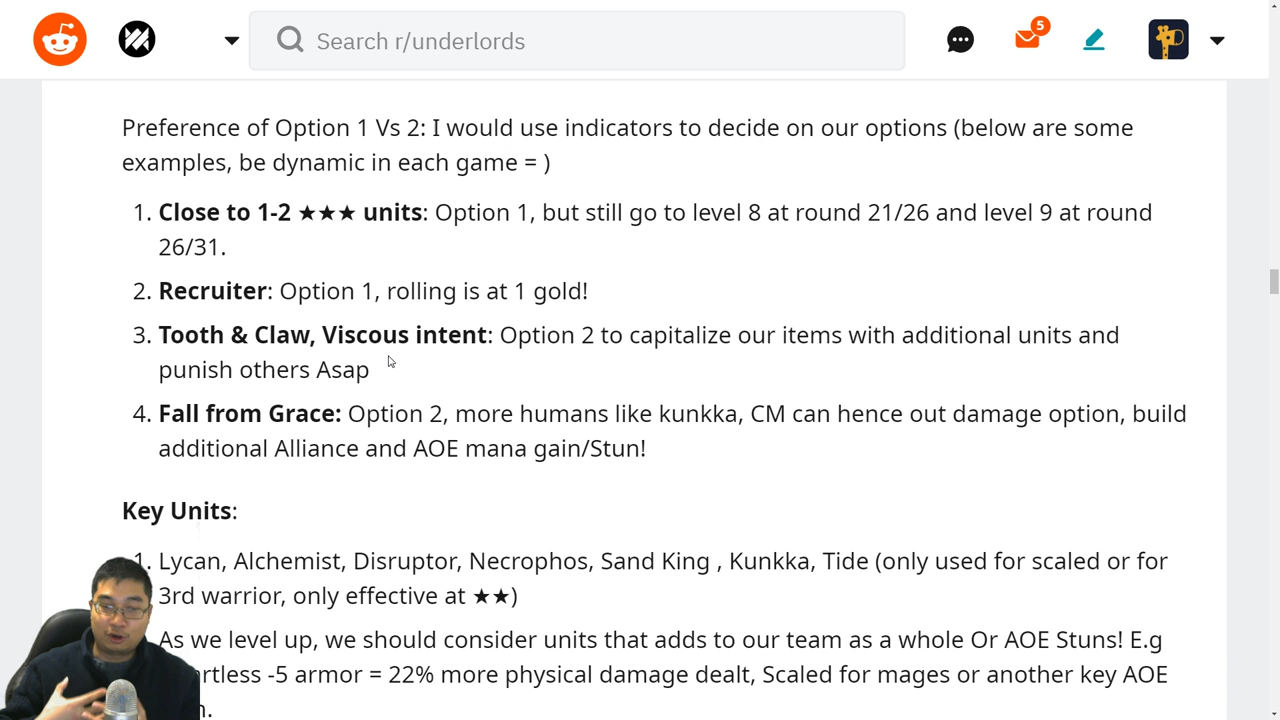 Search r/underlords
5
Preference of Option 1 Vs 2: I would use indicators to decide on our options (below are some
examples, be dynamic in each game = )
1. Close to 1-2 ★★★ units: Option 1, but still go to level 8 at round 21/26 and level 9 at round
26/31.
2. Recruiter: Option 1, rolling is at 1 gold!
3. Tooth & Claw, Viscous intent: Option 2 to capitalize our items with additional units and
punish others Asap
4. Fall from Grace: Option 2, more humans like kunkka, CM can hence out damage option, build
additional Alliance and AOE mana gain/Stun!
Key Units:
1. Lycan, Alchemist, Disruptor, Necrophos, Sand King , Kunkka, Tide (only used for scaled or for
3rd warrior, only effective at ★★)
As we level up, we should consider units that adds to our team as a whole Or AOE Stuns! E.g
-5 armor = 22% more physical damage dealt, Scaled for mages or another key AOE